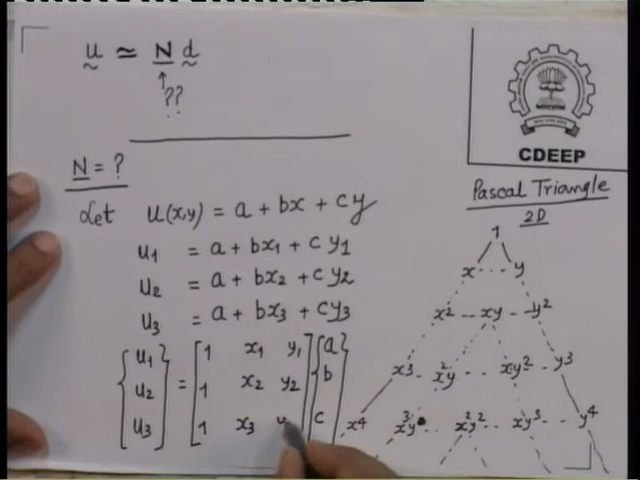 u ≃ N d
↑
??
N = ?
Let u(x,y) = a + bx + cy
u1 = a + bx1 + cy1
u2 = a + bx2 + cy2
u3 = a + bx3 + cy3
{u1 = [1 x1 y1] {a
u2 1 x2 y2 b
u3} 1 x3 c}
CDEEP
Pascal Triangle
2D
1
x y
x² xy y²
x3 x²y xy² y3
x4 x³y x²y² xy³ y4